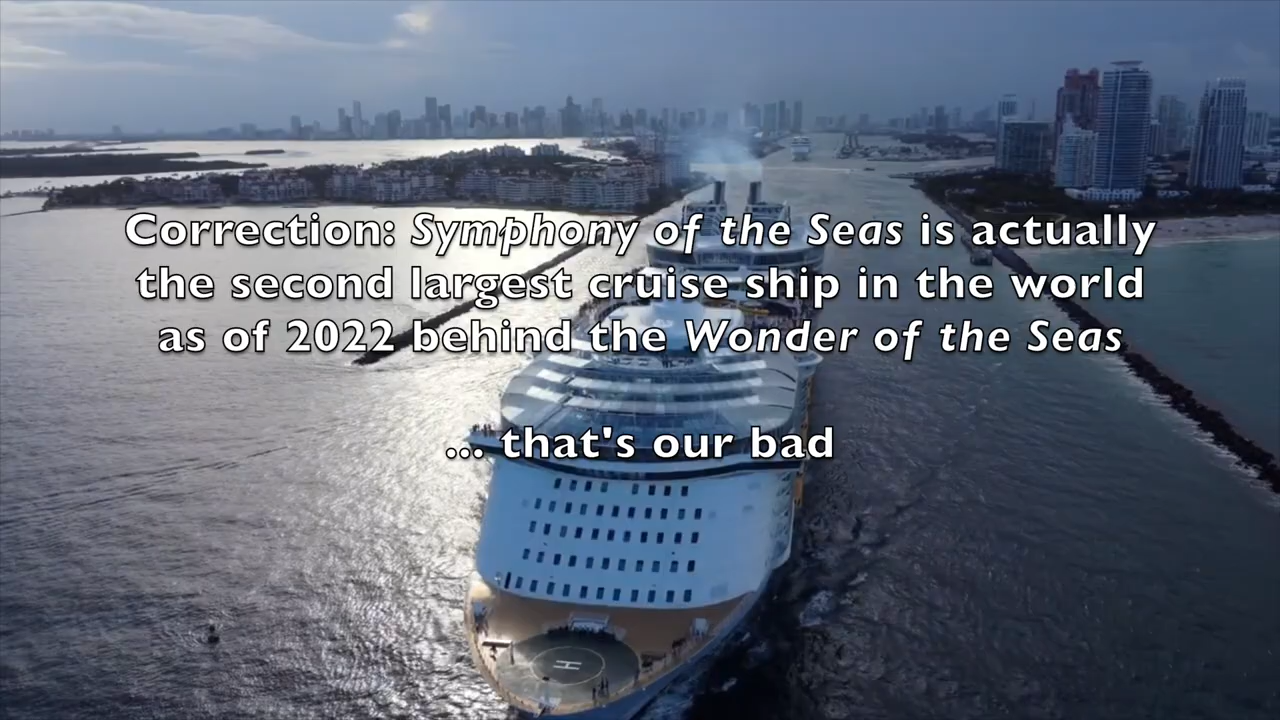 Correction: Symphony of the Seas is actually
the second largest cruise ship in the world
as of 2022 behind the Wonder of the Seas
... that's our bad
H